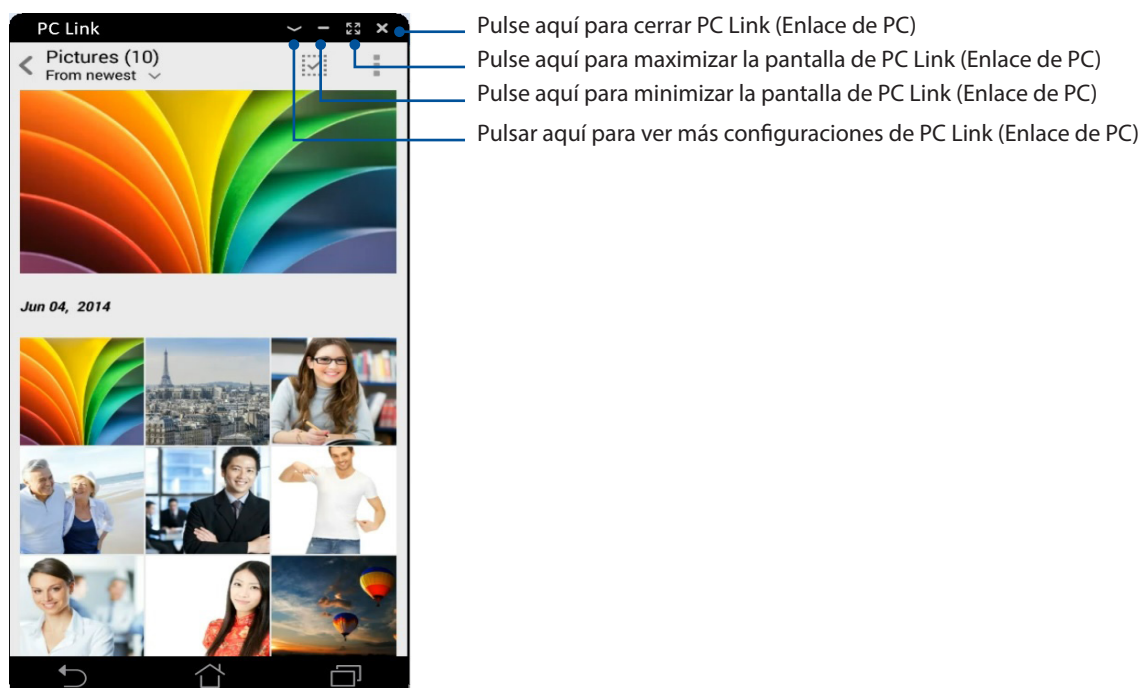 PC Link
Pictures (10)
From newest
Jun 04, 2014
Pulse aquí para cerrar PC Link (Enlace de PC)
Pulse aquí para maximizar la pantalla de PC Link (Enlace de PC)
Pulse aquí para minimizar la pantalla de PC Link (Enlace de PC)
Pulsar aquí para ver más configuraciones de PC Link (Enlace de PC)